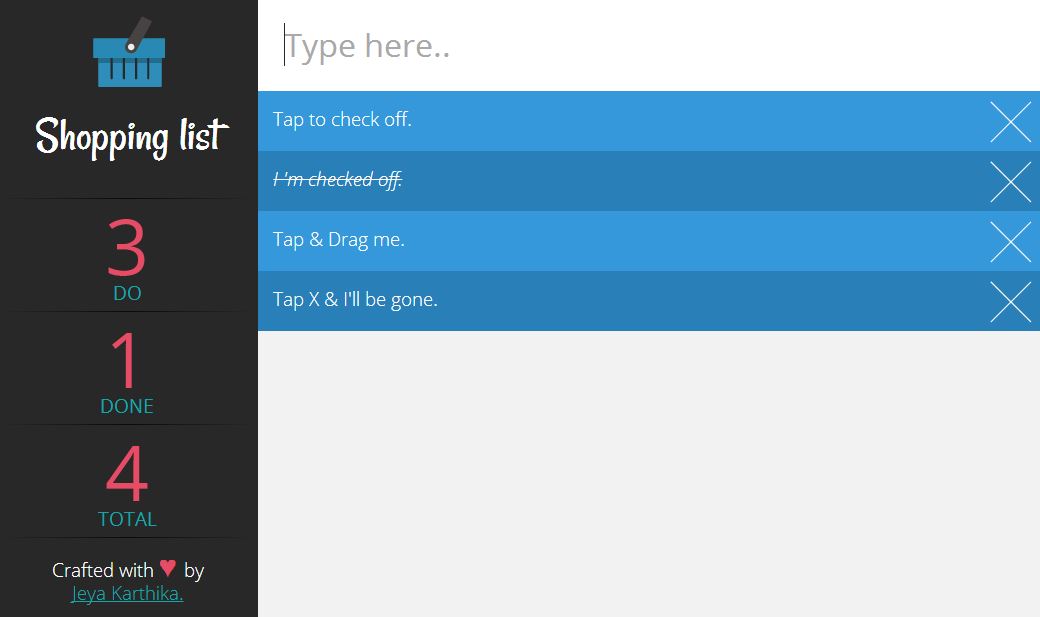 Shopping list
3
DO
1
DONE
4
TOTAL
Crafted with ♥ by
Jeya Karthika.
Type here..
Tap to check off.
I'm checked off.
Tap & Drag me.
Tap X & I'll be gone.